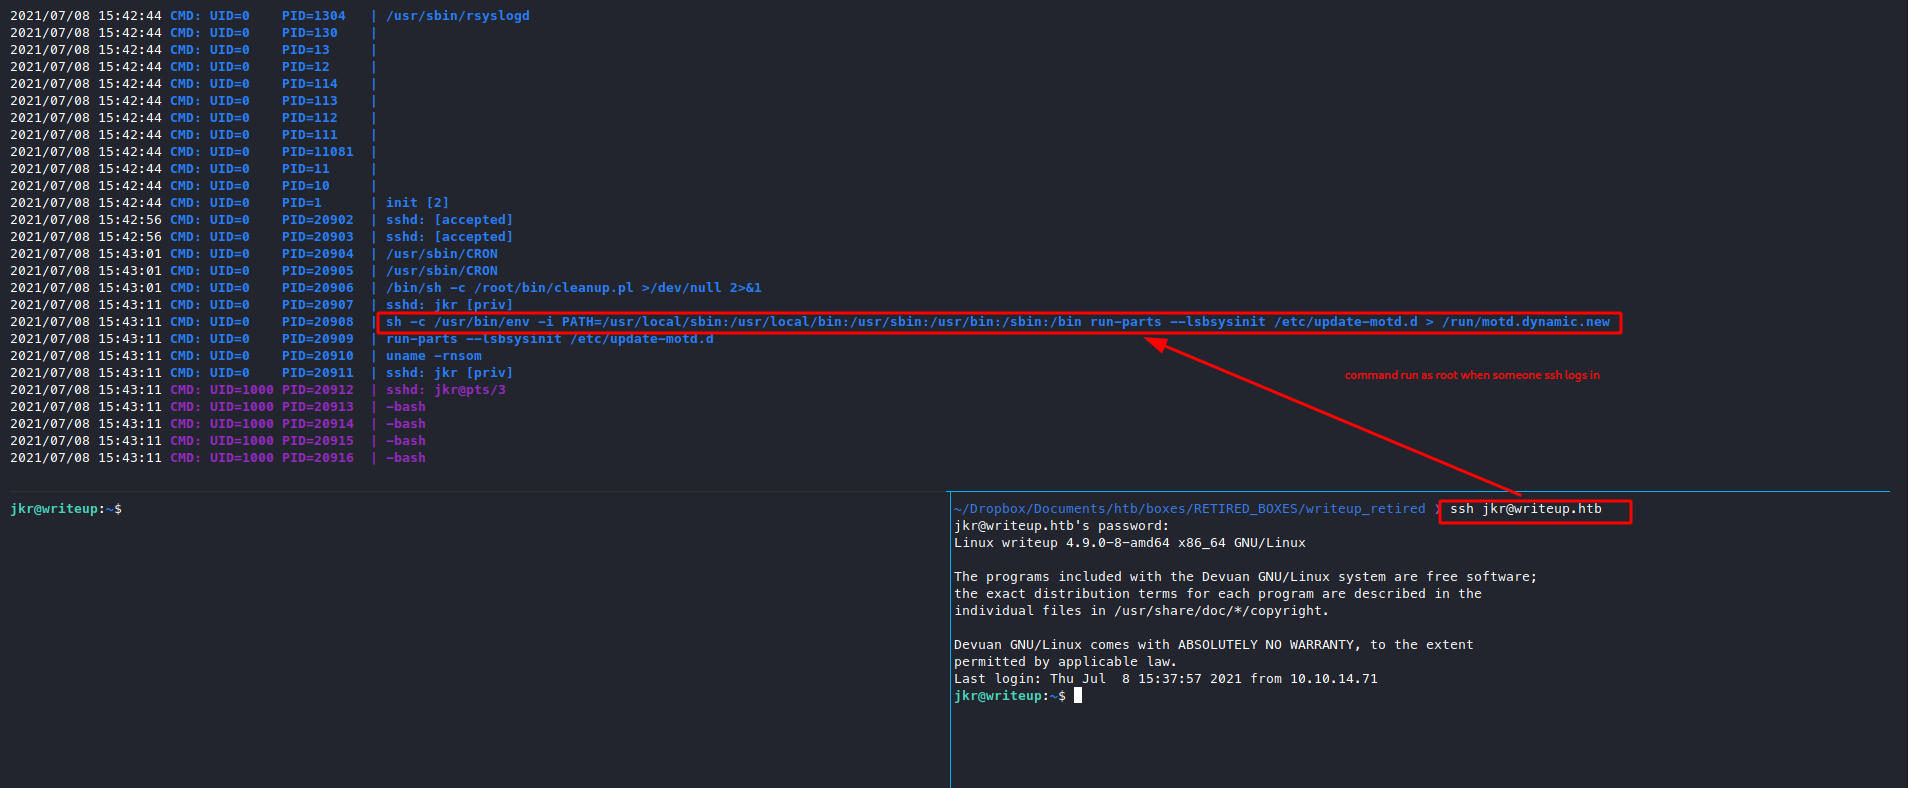 2021/07/08 15:42:44 CMD: UID=0    PID=1304   | /usr/sbin/rsyslogd
2021/07/08 15:42:44 CMD: UID=0    PID=130    |
2021/07/08 15:42:44 CMD: UID=0    PID=13     |
2021/07/08 15:42:44 CMD: UID=0    PID=12     |
2021/07/08 15:42:44 CMD: UID=0    PID=114    |
2021/07/08 15:42:44 CMD: UID=0    PID=113    |
2021/07/08 15:42:44 CMD: UID=0    PID=112    |
2021/07/08 15:42:44 CMD: UID=0    PID=111    |
2021/07/08 15:42:44 CMD: UID=0    PID=11081  |
2021/07/08 15:42:44 CMD: UID=0    PID=11     |
2021/07/08 15:42:44 CMD: UID=0    PID=10     |
2021/07/08 15:42:44 CMD: UID=0    PID=1      | init [2]
2021/07/08 15:42:56 CMD: UID=0    PID=20902  | sshd: [accepted]
2021/07/08 15:42:56 CMD: UID=0    PID=20903  | sshd: [accepted]
2021/07/08 15:43:01 CMD: UID=0    PID=20904  | /usr/sbin/CRON
2021/07/08 15:43:01 CMD: UID=0    PID=20905  | /usr/sbin/CRON
2021/07/08 15:43:01 CMD: UID=0    PID=20906  | /bin/sh -c /root/bin/cleanup.pl >/dev/null 2>&1
2021/07/08 15:43:11 CMD: UID=0    PID=20907  | sshd: jkr [priv]
2021/07/08 15:43:11 CMD: UID=0    PID=20908  | sh -c /usr/bin/env -i PATH=/usr/local/sbin:/usr/local/bin:/usr/sbin:/usr/bin:/sbin:/bin run-parts --lsbsysinit /etc/update-motd.d > /run/motd.dynamic.new
2021/07/08 15:43:11 CMD: UID=0    PID=20909  | run-parts --lsbsysinit /etc/update-motd.d
2021/07/08 15:43:11 CMD: UID=0    PID=20910  | uname -rnsom
2021/07/08 15:43:11 CMD: UID=0    PID=20911  | sshd: jkr [priv]
command run as root when someone ssh logs in
2021/07/08 15:43:11 CMD: UID=1000 PID=20912  | sshd: jkr@pts/3
2021/07/08 15:43:11 CMD: UID=1000 PID=20913  | -bash
2021/07/08 15:43:11 CMD: UID=1000 PID=20914  | -bash
2021/07/08 15:43:11 CMD: UID=1000 PID=20915  | -bash
2021/07/08 15:43:11 CMD: UID=1000 PID=20916  | -bash
jkr@writeup:~$
~/Dropbox/Documents/htb/boxes/RETIRED_BOXES/writeup_retired ❯ ssh jkr@writeup.htb
jkr@writeup.htb's password:
Linux writeup 4.9.0-8-amd64 x86_64 GNU/Linux
The programs included with the Devuan GNU/Linux system are free software;
the exact distribution terms for each program are described in the
individual files in /usr/share/doc/*/copyright.
Devuan GNU/Linux comes with ABSOLUTELY NO WARRANTY, to the extent
permitted by applicable law.
Last login: Thu Jul  8 15:37:57 2021 from 10.10.14.71
jkr@writeup:~$